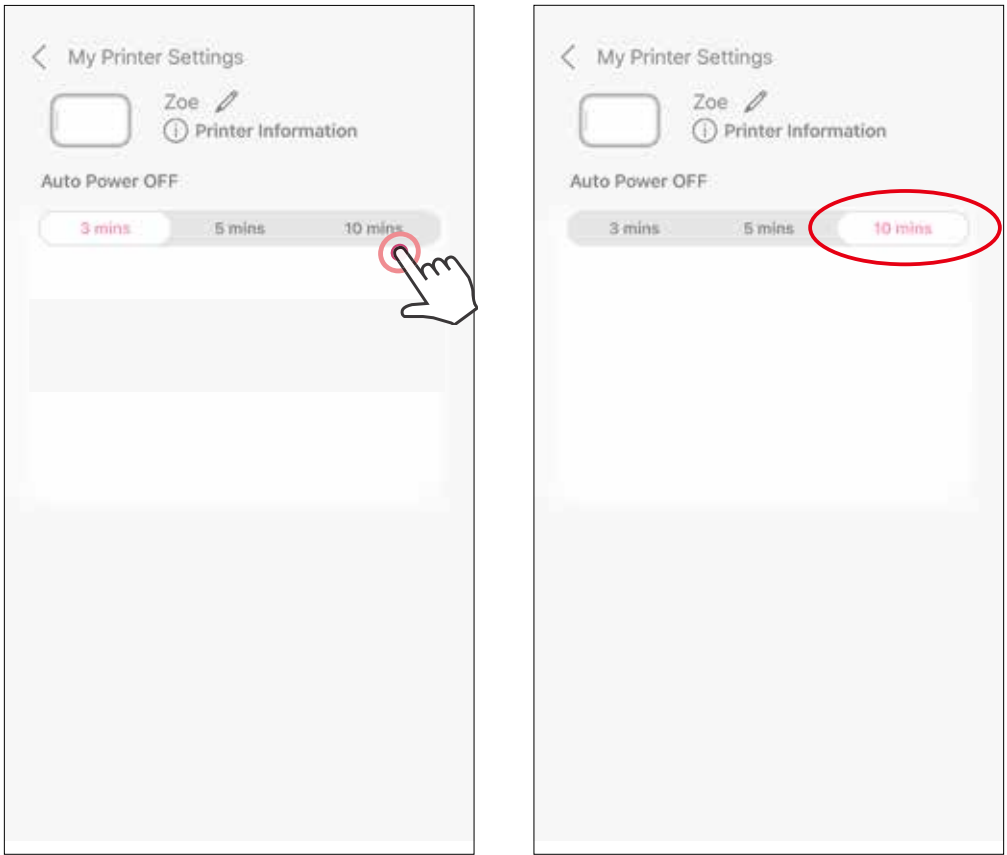 My Printer Settings
Zoe
Printer Information
Auto Power OFF
3 mins 5 mins 10 mins
My Printer Settings
Zoe
Printer Information
Auto Power OFF
3 mins 5 mins 10 mins